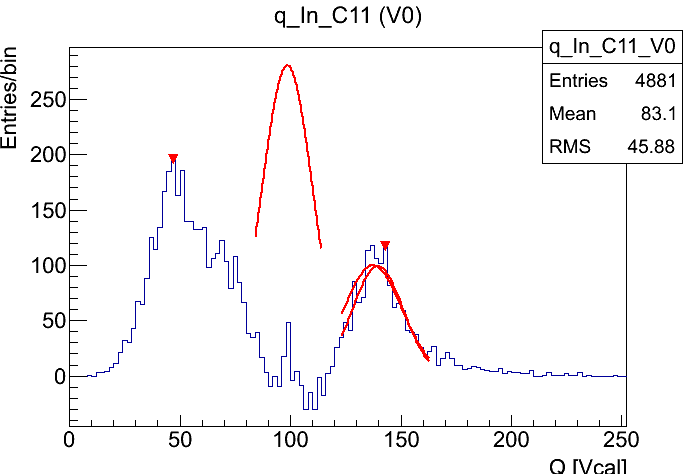 q_In_C11 (V0)
q_In_C11_V0
Entries 4881
Mean 83.1
RMS 45.88
Entries/bin
250
200
150
100
50
0
0 50 100 150 200 250
Q [Vcal]